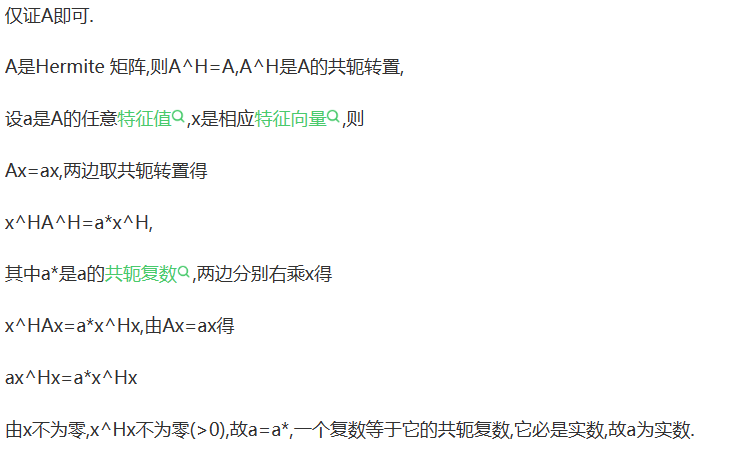 仅证A即可.
A是Hermite 矩阵,则A^H=A,A^H是A的共轭转置,
设a是A的任意特征值,x是相应特征向量,则
Ax=ax,两边取共轭转置得
x^HA^H=a*x^H,
其中a*是a的共轭复数,两边分别右乘x得
x^HAx=a*x^Hx,由Ax=ax得
ax^Hx=a*x^Hx
由x不为零,x^Hx不为零(>0),故a=a*,一个复数等于它的共轭复数,它必是实数,故a为实数.